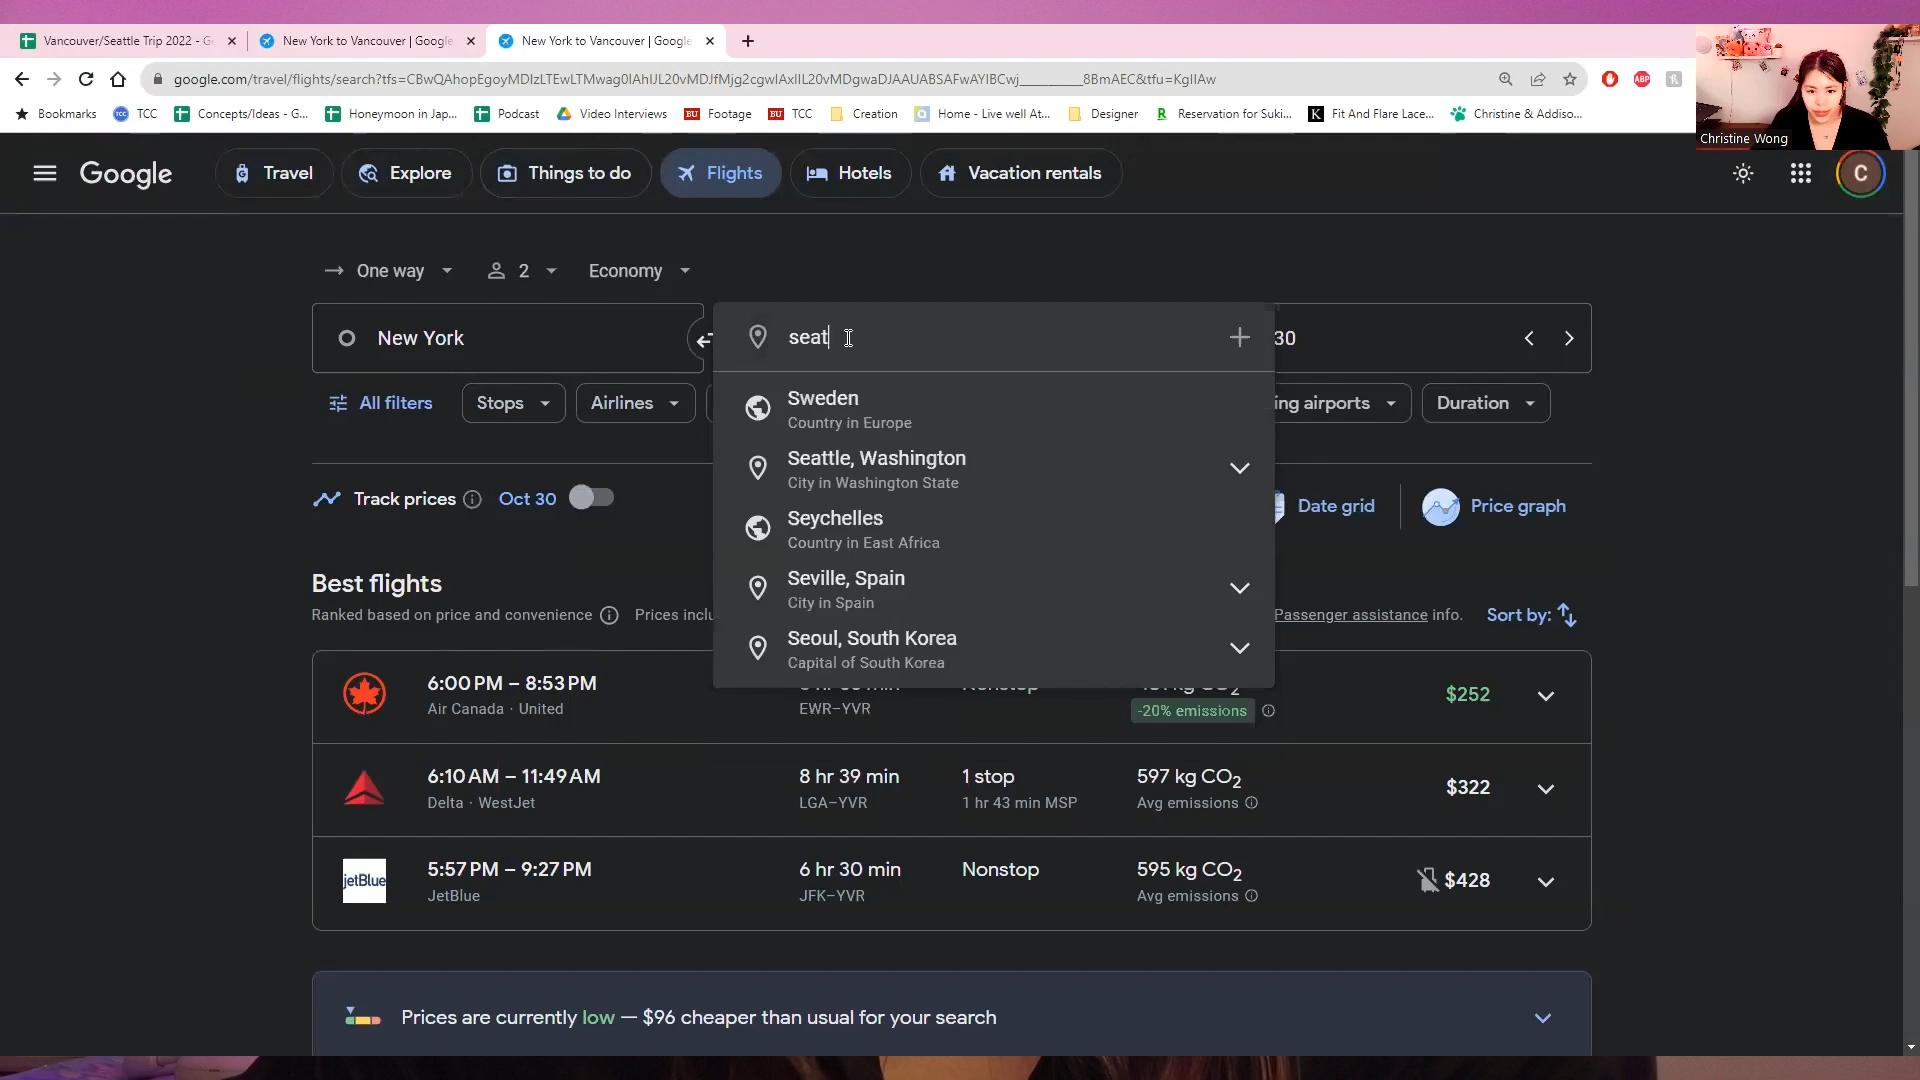 Vancouver/Seattle Trip 2022 - G
New York to Vancouver | Google
New York to Vancouver | Google
google.com/travel/flights/search?tfs=CBwQAhopEgoyMDIzLTEwLTMwag0IAhIJL20vMDJfMjg2cgwIAxIIL20vMDgwaDJAAUABSAFwAYIBCwj___________8BmAEC&tfu=KgIIAw
ABP
Christine Wong
Bookmarks TCC Concepts/Ideas - G... Honeymoon in Jap... Podcast Video Interviews BU Footage BU TCC Creation Home - Live well At... Designer R Reservation for Suki... K Fit And Flare Lace... Christine & Addiso...
Google Travel Explore Things to do Flights Hotels Vacation rentals C
One way 2 Economy
New York seat 30
All filters Stops Airlines ing airports Duration
Sweden
Country in Europe
Seattle, Washington
City in Washington State
Seychelles
Country in East Africa
Seville, Spain
City in Spain
Seoul, South Korea
Capital of South Korea
Track prices Oct 30 Date grid Price graph
Best flights
Ranked based on price and convenience Prices inclu Passenger assistance info. Sort by:
6:00 PM – 8:53 PM $252
Air Canada · United EWR–YVR -20% emissions
6:10 AM – 11:49 AM 8 hr 39 min 1 stop 597 kg CO2 $322
Delta · WestJet LGA–YVR 1 hr 43 min MSP Avg emissions
jetBlue 5:57 PM – 9:27 PM 6 hr 30 min Nonstop 595 kg CO2 $428
JetBlue JFK–YVR Avg emissions
Prices are currently low — $96 cheaper than usual for your search